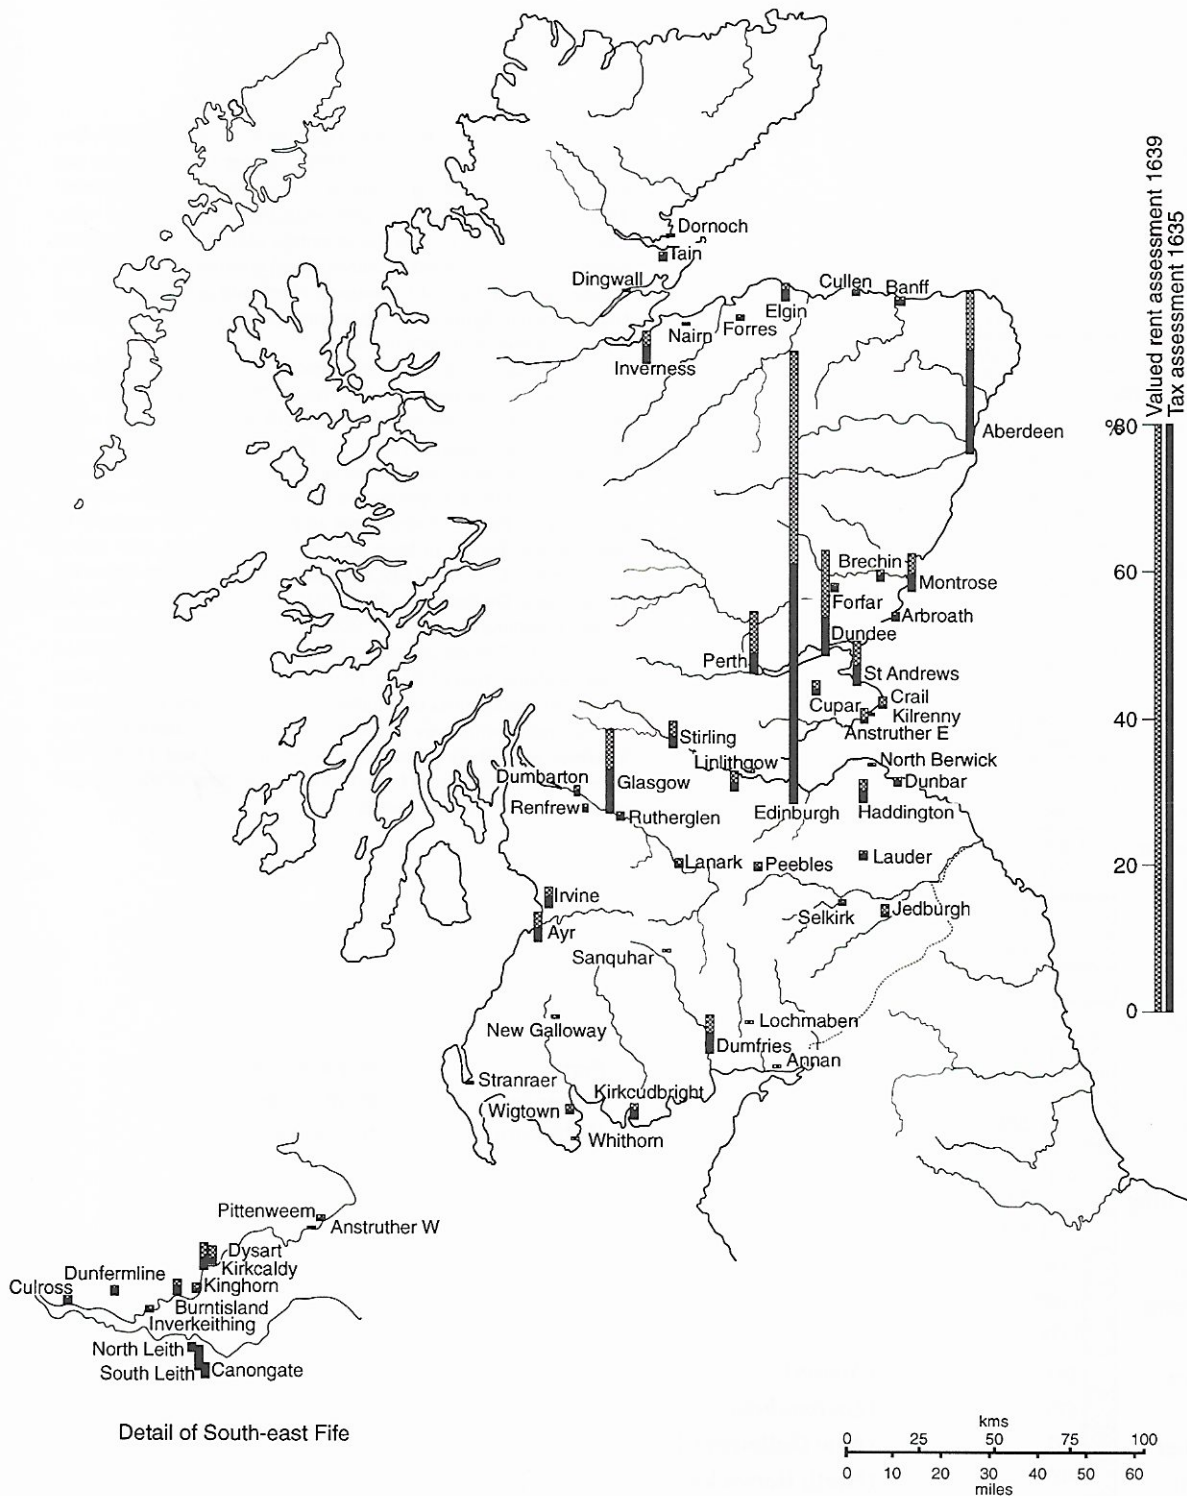 Dornoch
Tain
Dingwall
Cullen
Banff
Elgin
Nairn
Forres
Inverness
Aberdeen
Brechin
Montrose
Forfar
Arbroath
Dundee
Perth
St Andrews
Crail
Cupar
Kilrenny
Anstruther E
Stirling
Linlithgow
North Berwick
Dumbarton
Glasgow
Dunbar
Renfrew
Rutherglen
Edinburgh
Haddington
Lanark
Peebles
Lauder
Irvine
Selkirk
Jedburgh
Ayr
Sanquhar
New Galloway
Lochmaben
Dumfries
Annan
Stranraer
Kirkcudbright
Wigtown
Whithorn
Valued rent assessment 1639
Tax assessment 1635
%
80
60
40
20
0
Pittenweem
Anstruther W
Dysart
Kirkcaldy
Dunfermline
Kinghorn
Culross
Burntisland
Inverkeithing
North Leith
South Leith
Canongate
Detail of South-east Fife
kms
0 25 50 75 100
0 10 20 30 40 50 60
miles